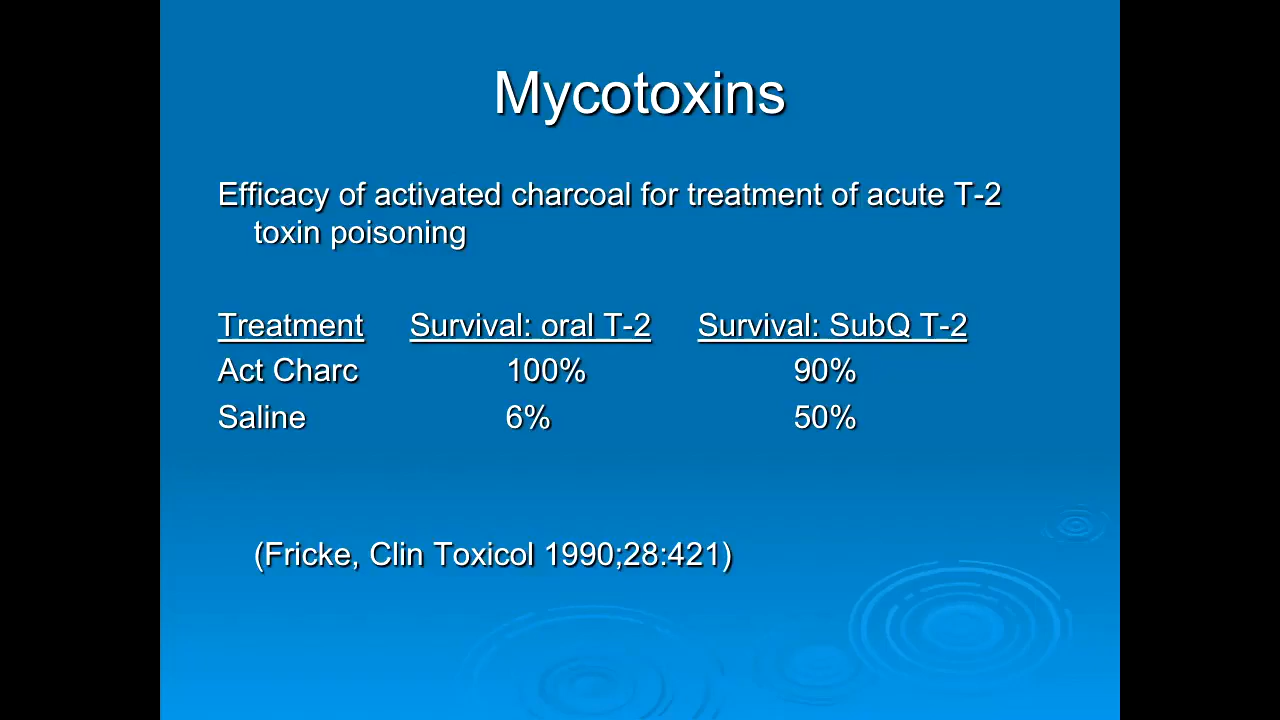 Mycotoxins
Efficacy of activated charcoal for treatment of acute T-2
toxin poisoning
Treatment Survival: oral T-2 Survival: SubQ T-2
Act Charc 100% 90%
Saline 6% 50%
(Fricke, Clin Toxicol 1990;28:421)